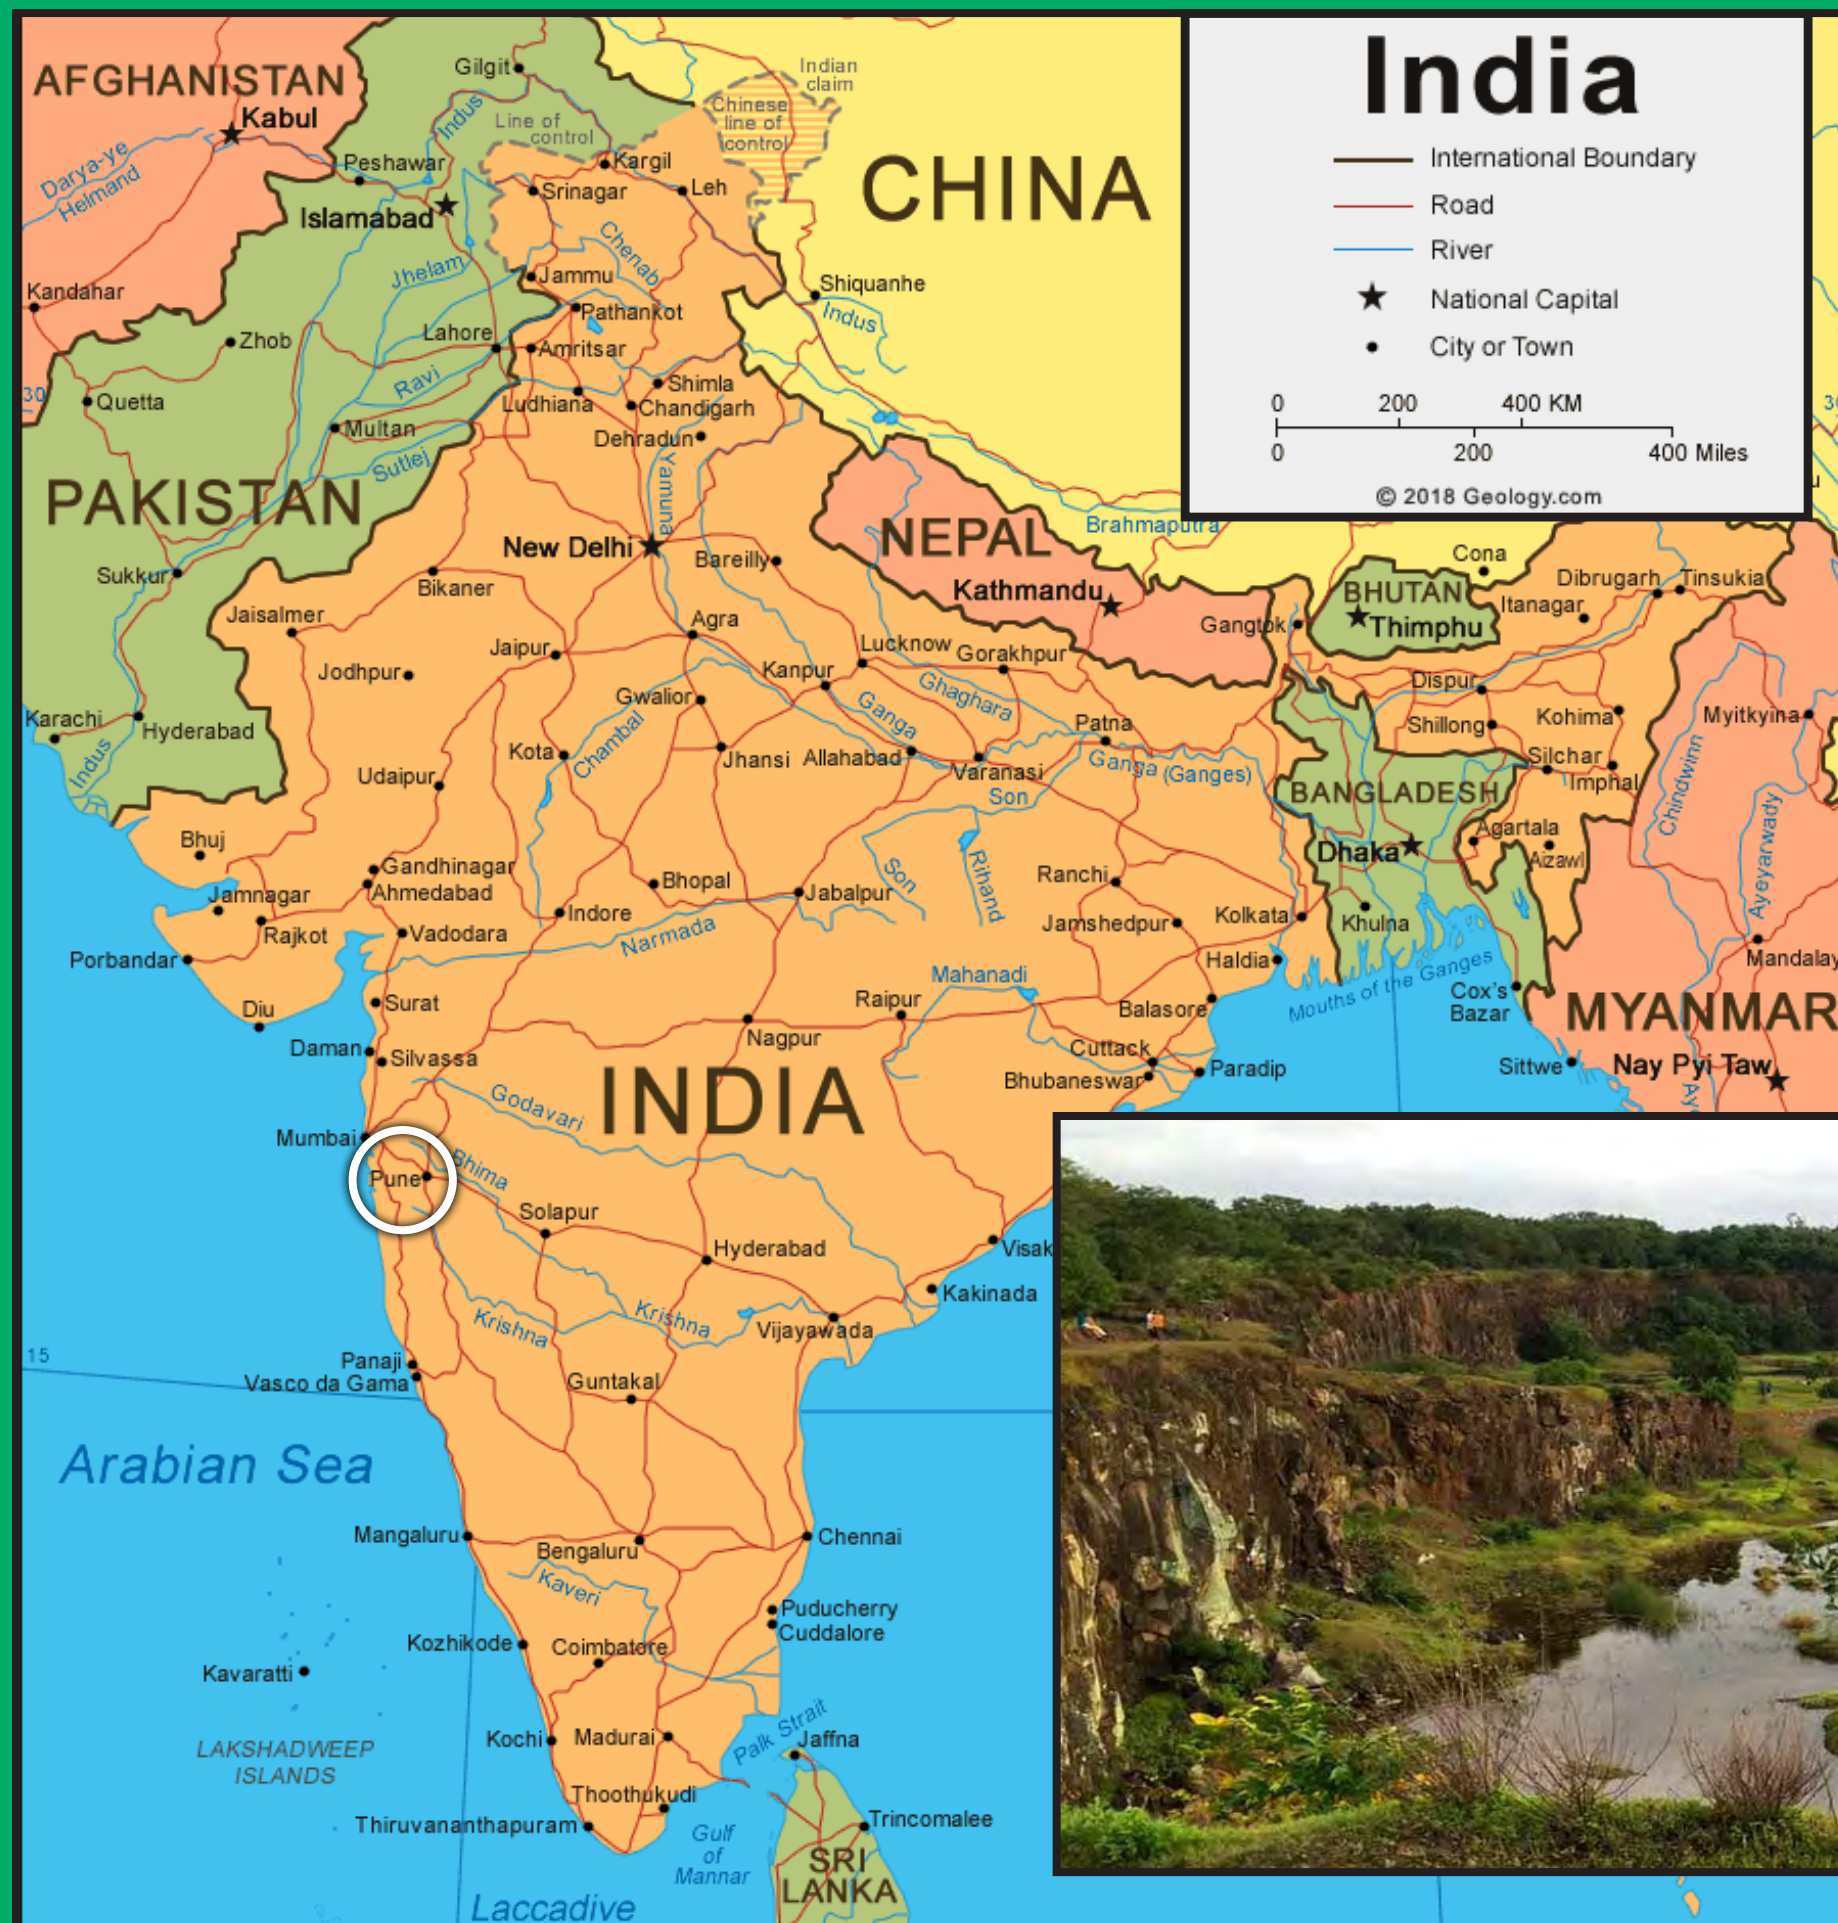 India
International Boundary
Road
River
National Capital
City or Town
0 200 400 KM
0 200 400 Miles
© 2018 Geology.com
AFGHANISTAN
Kabul
Darya-ye
Helmand
Kandahar
Gilgit
Indus
Line of
control
Indian
claim
Chinese
line of
control
CHINA
Peshawar
Islamabad
Kargil
Srinagar
Leh
Chenab
Jhelam
Jammu
Pathankot
Shiquanhe
Indus
Zhob
Lahore
Amritsar
30
Quetta
Ravi
Ludhiana
Shimla
Chandigarh
Multan
Sutlej
Dehradun
Yamuna
PAKISTAN
NEPAL
Kathmandu
Brahmaputra
New Delhi
Bareilly
Sukkur
Bikaner
Jaisalmer
Cona
BHUTAN
Thimphu
Dibrugarh
Tinsukia
Itanagar
Gangtok
Agra
Jaipur
Lucknow
Gorakhpur
Jodhpur
Kanpur
Ghaghara
Dispur
Gwalior
Ganga
Karachi
Hyderabad
Indus
Kota
Chambal
Jhansi
Allahabad
Varanasi
Patna
Ganga (Ganges)
Son
Shillong
Kohima
Myitkyina
Silchar
Imphal
Udaipur
BANGLADESH
Chindwinn
Ayeyarwady
Bhuj
Dhaka
Agartala
Aizawl
Gandhinagar
Ahmedabad
Bhopal
Jabalpur
Son
Rihand
Ranchi
Jamnagar
Rajkot
Indore
Narmada
Jamshedpur
Kolkata
Khulna
Vadodara
Porbandar
Haldia
Mouths of the Ganges
Mandalay
Mahanadi
Raipur
Balasore
Cox's
Bazar
MYANMAR
Diu
Surat
Nagpur
Daman
Silvassa
Cuttack
Bhubaneswar
Paradip
Sittwe
Nay Pyi Taw
INDIA
Godavari
Mumbai
Pune
Bhima
Solapur
Hyderabad
Visak
Kakinada
Krishna
Krishna
Vijayawada
15
Panaji
Vasco da Gama
Guntakal
Arabian Sea
Mangaluru
Bengaluru
Chennai
Kaveri
Puducherry
Cuddalore
Kozhikode
Coimbatore
Kavaratti
LAKSHADWEEP
ISLANDS
Kochi
Madurai
Palk Strait
Jaffna
Thoothukudi
Thiruvananthapuram
Trincomalee
Gulf
of
Mannar
SRI
LANKA
Laccadive